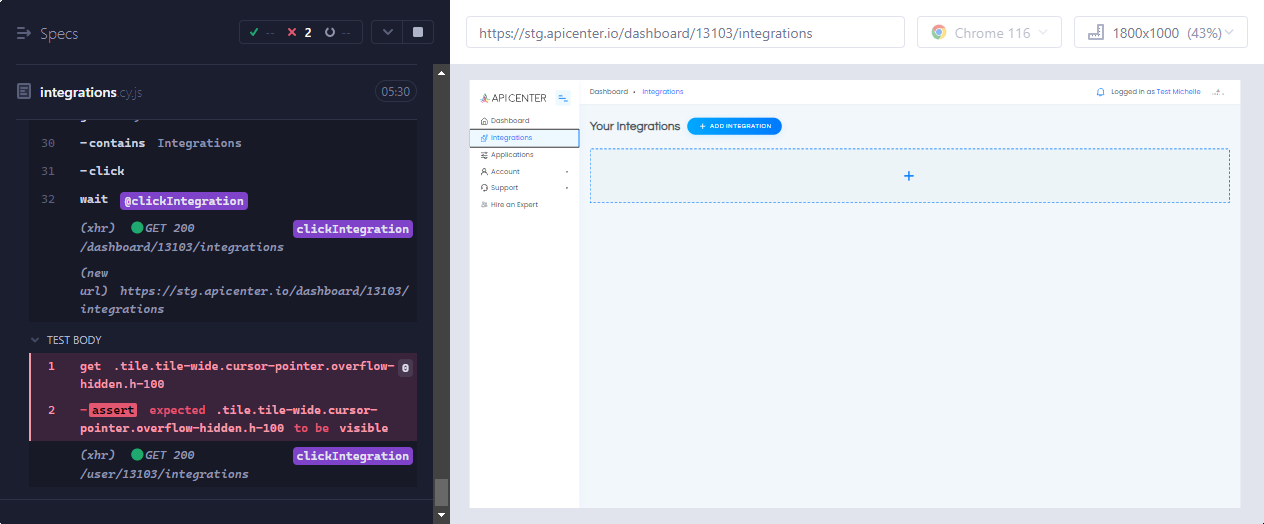 Specs
-- 2 --
https://stg.apicenter.io/dashboard/13103/integrations
Chrome 116
1800x1000 (43%)
integrations.cy.js
05:30
30 -contains Integrations
31 -click
32 wait @clickIntegration
(xhr) GET 200 clickIntegration
/dashboard/13103/integrations
(new
url) https://stg.apicenter.io/dashboard/13103/
integrations
TEST BODY
1 get .tile.tile-wide.cursor-pointer.overflow- 0
hidden.h-100
2 -assert expected .tile.tile-wide.cursor-
pointer.overflow-hidden.h-100 to be visible
(xhr) GET 200 clickIntegration
/user/13103/integrations
API CENTER
Dashboard
Integrations
Applications
Account
Support
Hire an Expert
Dashboard • Integrations
Logged in as Test Michelle
Your Integrations
+ ADD INTEGRATION
+